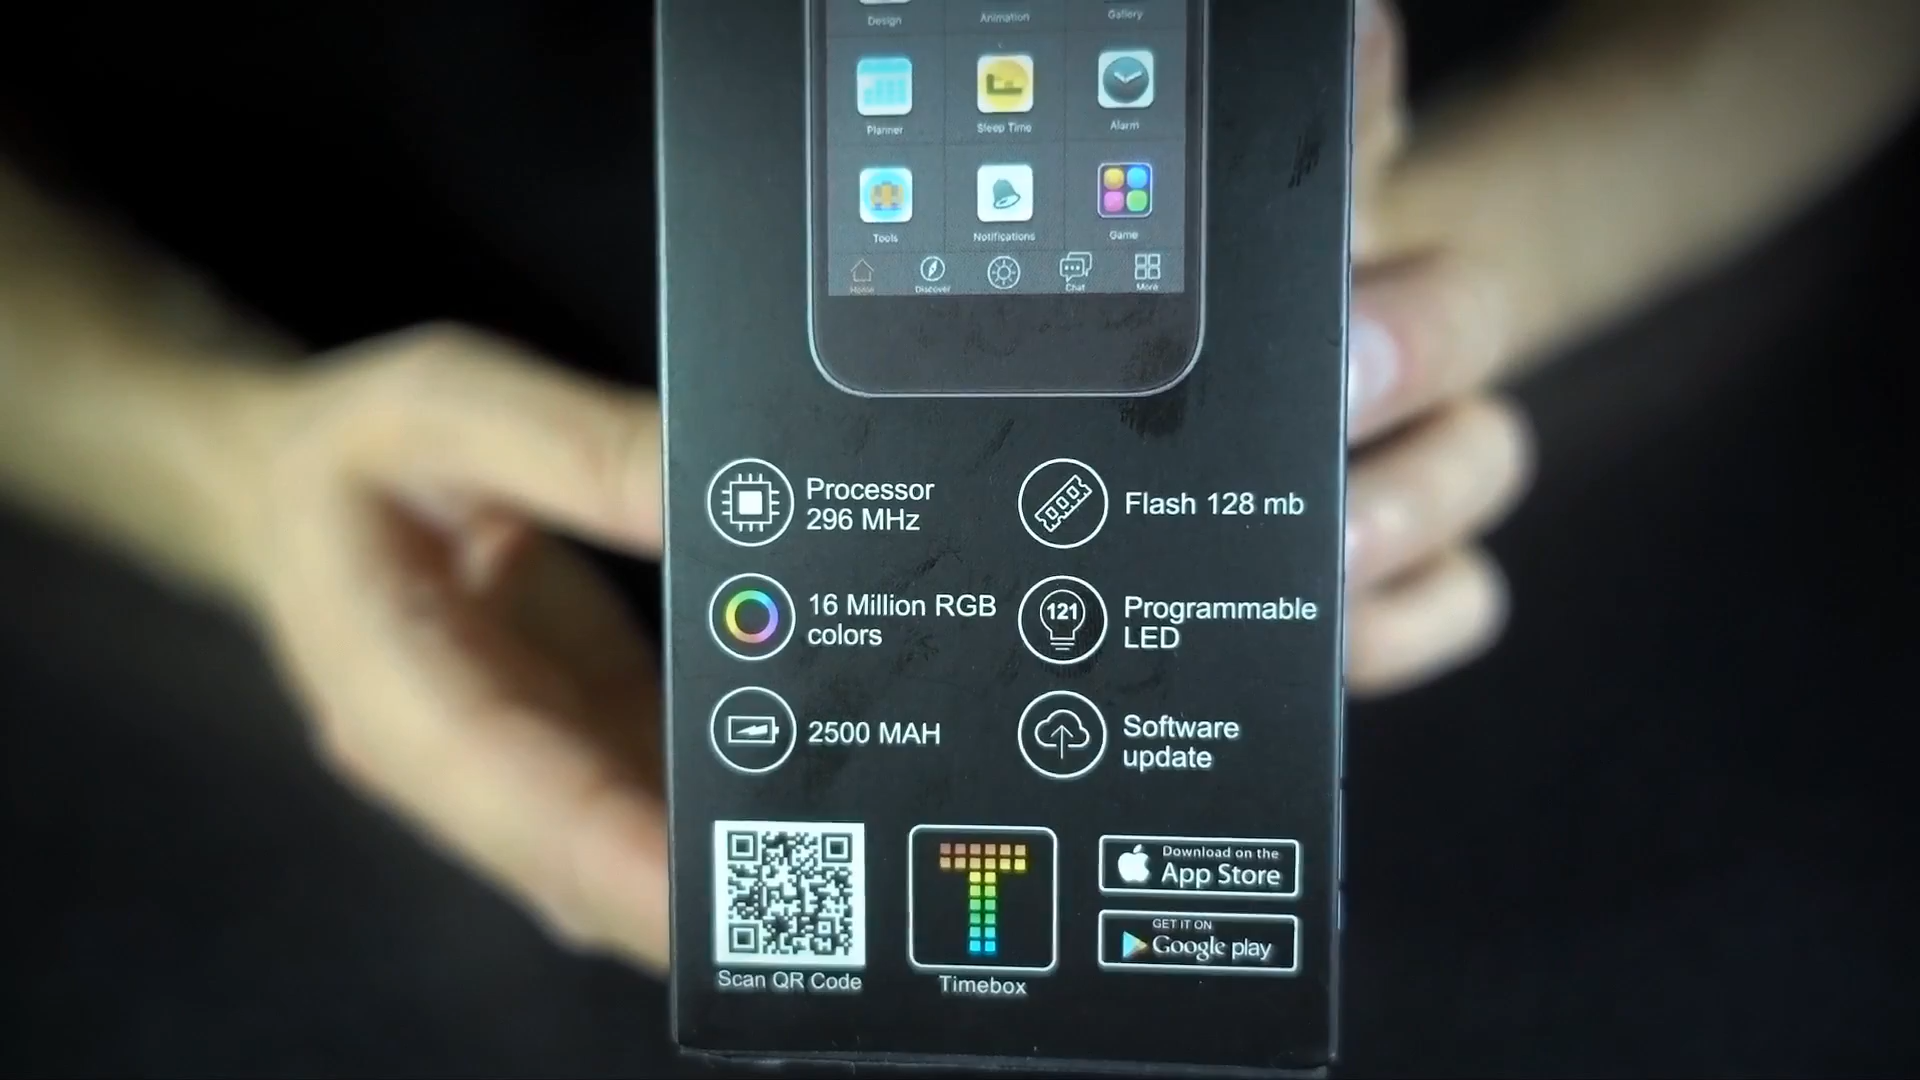 Design
Animation
Gallery
Planner
Sleep Time
Alarm
Tools
Notifications
Game
Home
Discover
Chat
More
Processor
296 MHz
Flash 128 mb
16 Million RGB
colors
121
Programmable
LED
2500 MAH
Software
update
Scan QR Code
Timebox
Download on the
App Store
GET IT ON
Google play